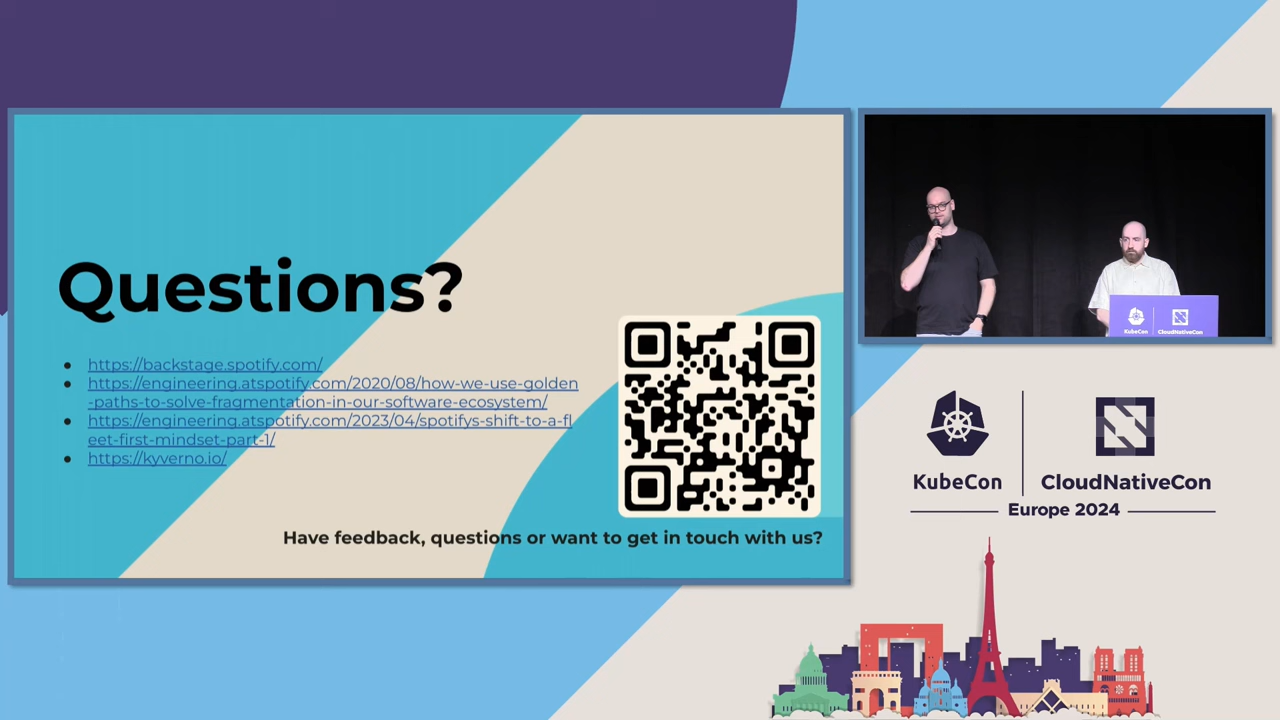 Questions?
https://backstage.spotify.com/
https://engineering.atspotify.com/2020/08/how-we-use-golden
-paths-to-solve-fragmentation-in-our-software-ecosystem/
https://engineering.atspotify.com/2023/04/spotifys-shift-to-a-fl
eet-first-mindset-part-1/
https://kyverno.io/
Have feedback, questions or want to get in touch with us?
KubeCon
CloudNativeCon
KubeCon
CloudNativeCon
Europe 2024